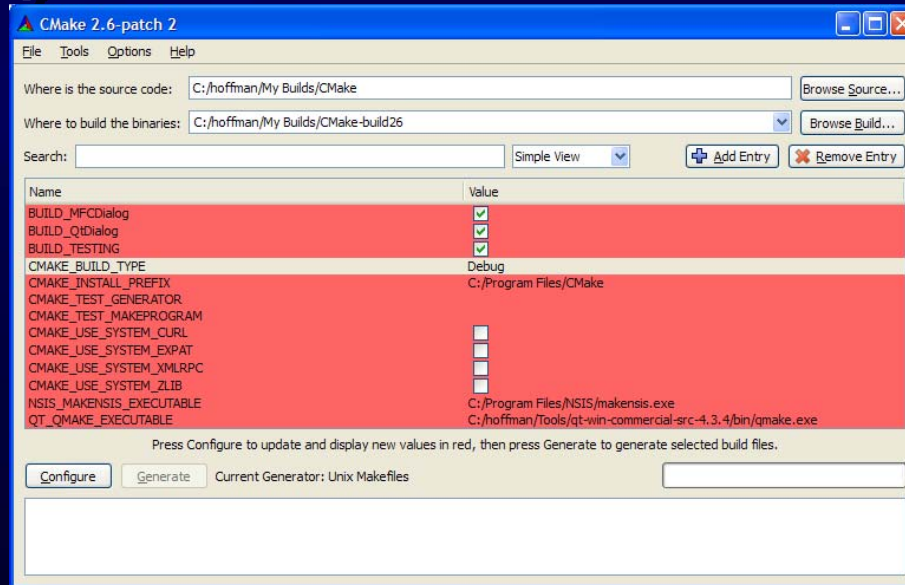 CMake 2.6-patch 2
File Tools Options Help
Where is the source code: C:/hoffman/My Builds/CMake Browse Source...
Where to build the binaries: C:/hoffman/My Builds/CMake-build26 Browse Build...
Search: Simple View Add Entry Remove Entry
Name Value
BUILD_MFCDialog
BUILD_QtDialog
BUILD_TESTING
CMAKE_BUILD_TYPE Debug
CMAKE_INSTALL_PREFIX C:/Program Files/CMake
CMAKE_TEST_GENERATOR
CMAKE_TEST_MAKEPROGRAM
CMAKE_USE_SYSTEM_CURL
CMAKE_USE_SYSTEM_EXPAT
CMAKE_USE_SYSTEM_XMLRPC
CMAKE_USE_SYSTEM_ZLIB
NSIS_MAKENSIS_EXECUTABLE C:/Program Files/NSIS/makensis.exe
QT_QMAKE_EXECUTABLE C:/hoffman/Tools/qt-win-commercial-src-4.3.4/bin/qmake.exe
Press Configure to update and display new values in red, then press Generate to generate selected build files.
Configure Generate Current Generator: Unix Makefiles